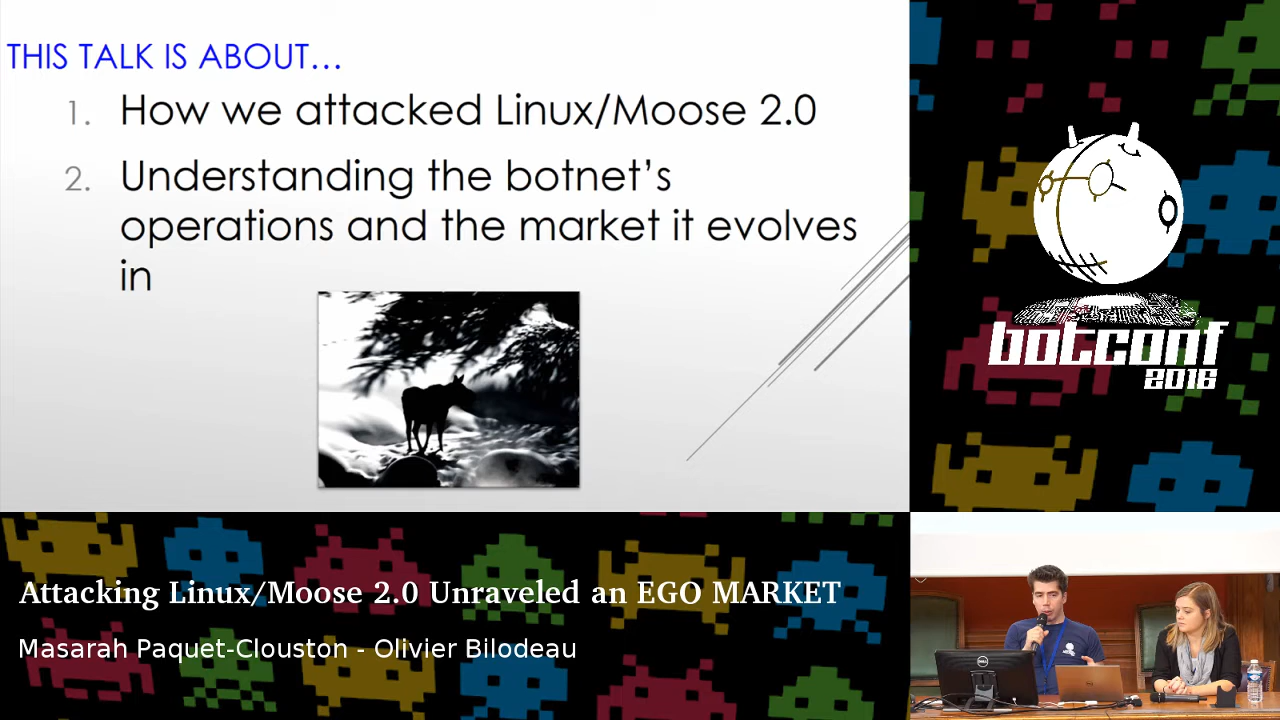 THIS TALK IS ABOUT…
1. How we attacked Linux/Moose 2.0
2. Understanding the botnet’s
operations and the market it evolves
in
botconf
2016
Attacking Linux/Moose 2.0 Unraveled an EGO MARKET
Masarah Paquet-Clouston - Olivier Bilodeau
DELL